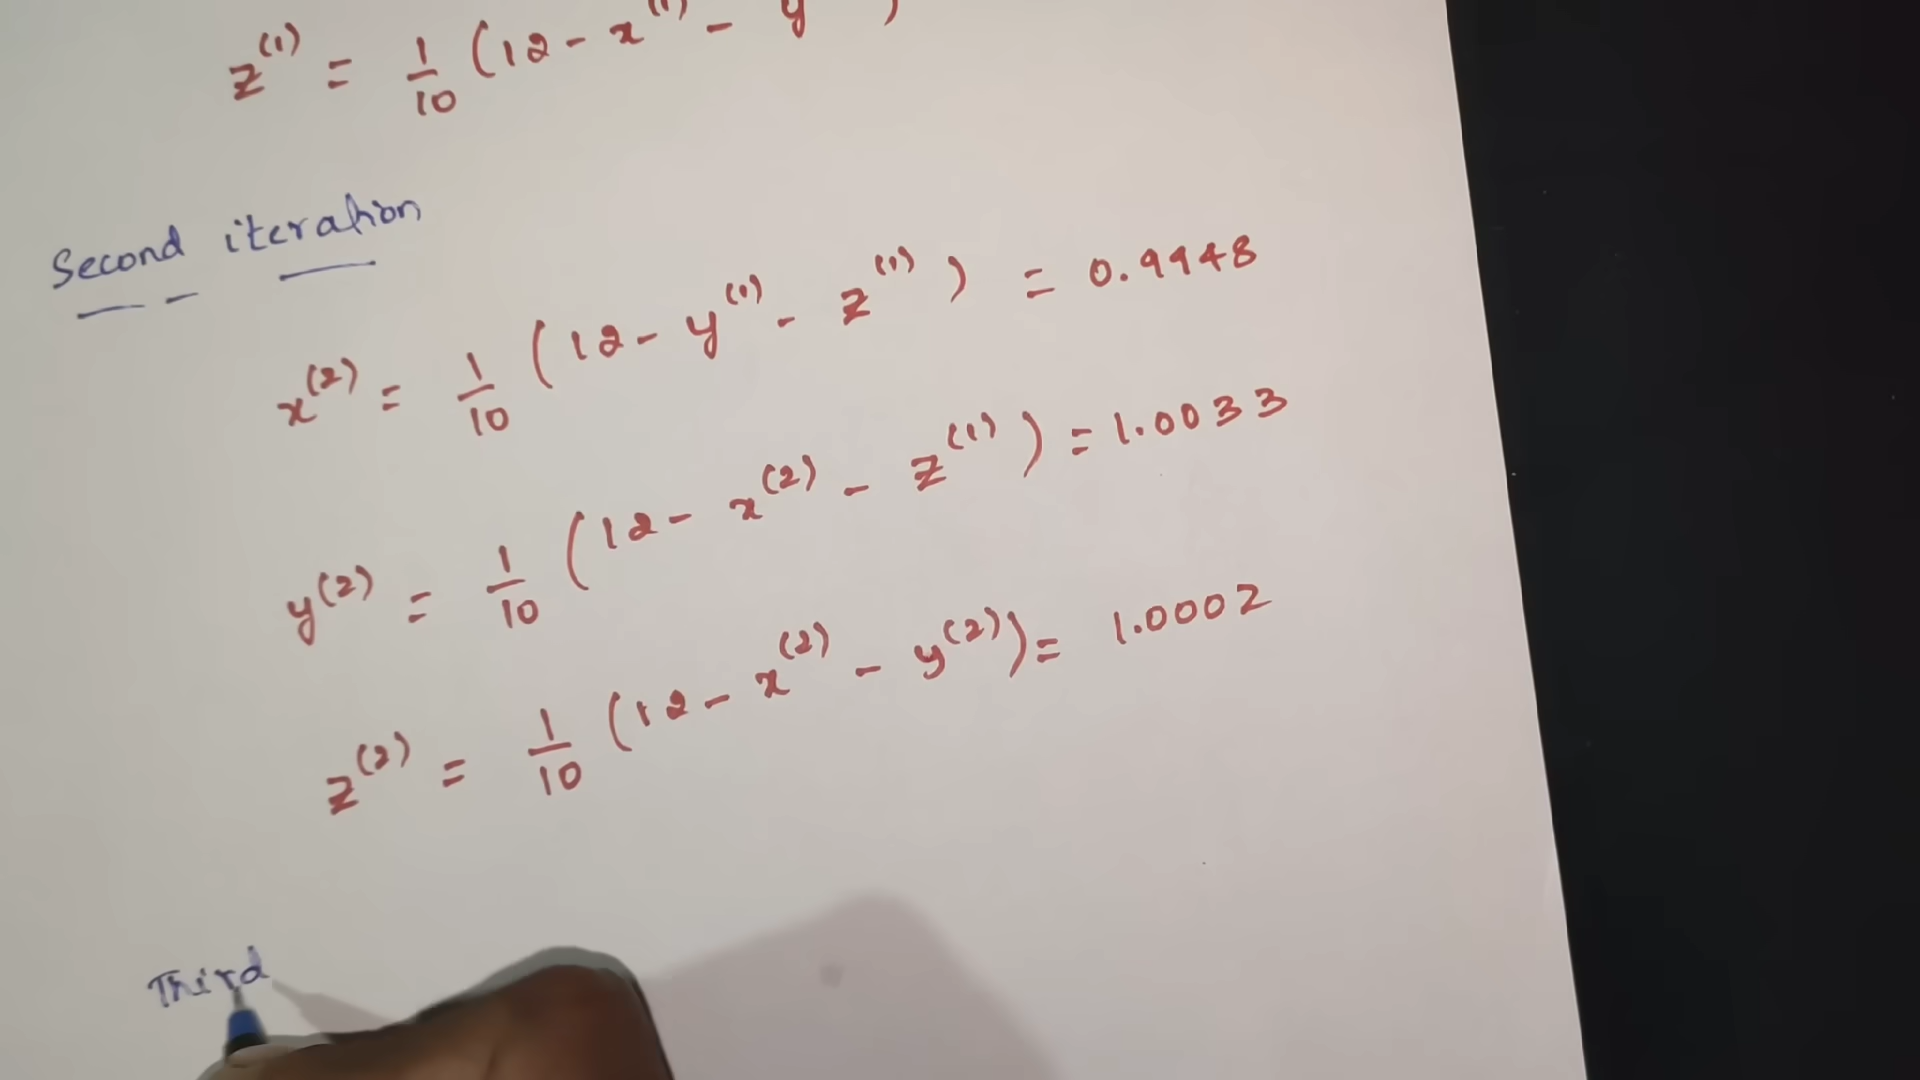 z⁽¹⁾ = 1/10 (12 - x⁽¹⁾ - y )
Second iteration
x⁽²⁾ = 1/10 (12 - y⁽¹⁾ - z⁽¹⁾) = 0.9948
y⁽²⁾ = 1/10 (12 - x⁽²⁾ - z⁽¹⁾) = 1.0033
z⁽²⁾ = 1/10 (12 - x⁽²⁾ - y⁽²⁾) = 1.0002
Third